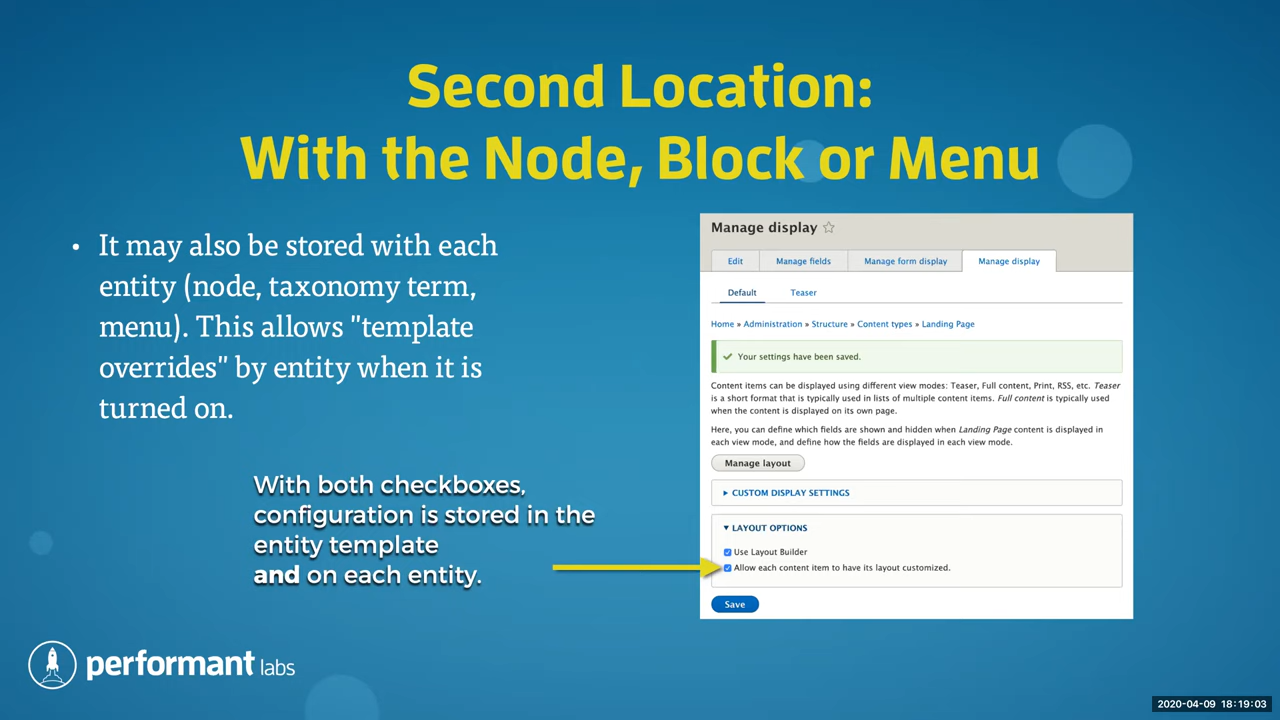 Second Location:
With the Node, Block or Menu
• It may also be stored with each
entity (node, taxonomy term,
menu). This allows "template
overrides" by entity when it is
turned on.
With both checkboxes,
configuration is stored in the
entity template
and on each entity.
Manage display
Edit Manage fields Manage form display Manage display
Default Teaser
Home » Administration » Structure » Content types » Landing Page
Your settings have been saved.
Content items can be displayed using different view modes: Teaser, Full content, Print, RSS, etc. Teaser
is a short format that is typically used in lists of multiple content items. Full content is typically used
when the content is displayed on its own page.
Here, you can define which fields are shown and hidden when Landing Page content is displayed in
each view mode, and define how the fields are displayed in each view mode.
Manage layout
CUSTOM DISPLAY SETTINGS
LAYOUT OPTIONS
Use Layout Builder
Allow each content item to have its layout customized.
Save
performant labs
2020-04-09 18:19:03